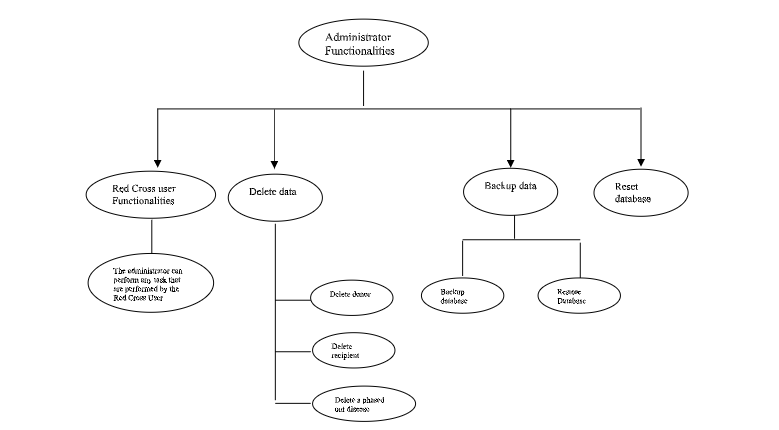 Administrator
Functionalities
Red Cross user
Functionalities
Delete data
Backup data
Reset
database
The administrator can
perform any task that
are performed by the
Red Cross User
Delete donor
Backup
database
Restore
Database
Delete
recipient
Delete a phased
out disease